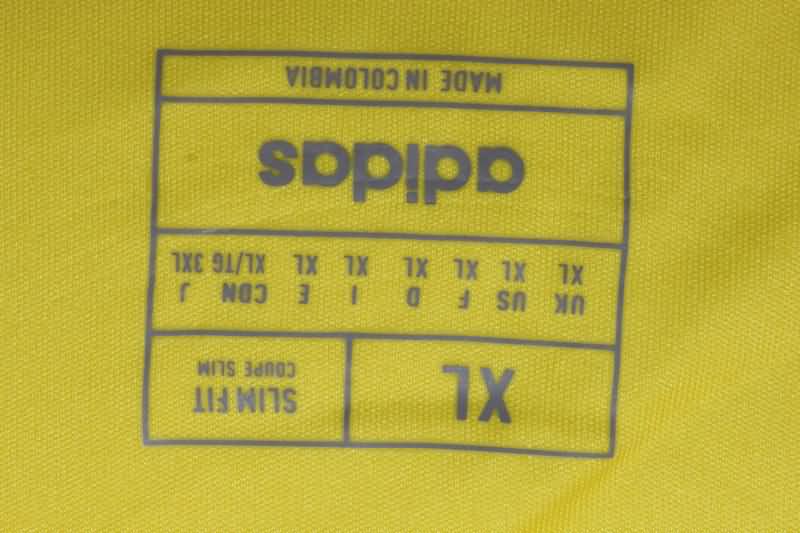 XL
SLIM FIT
COUPE SLIM
UK US F D I E CDN J
XL XL XL XL XL XL XL/TG 3XL
adidas
MADE IN COLOMBIA